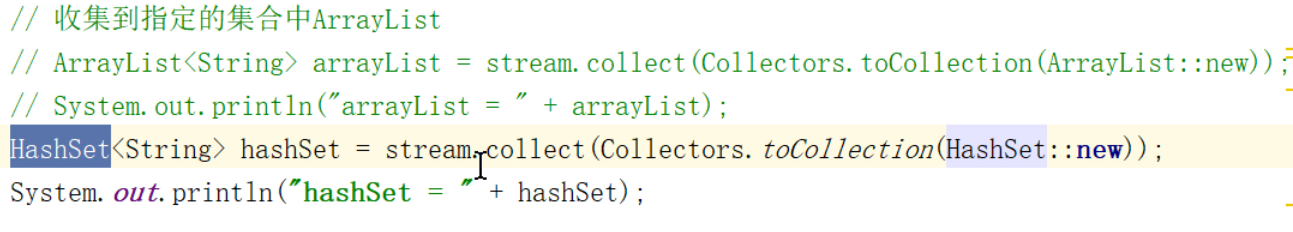 // 收集到指定的集合中ArrayList
// ArrayList<String> arrayList = stream.collect(Collectors.toCollection(ArrayList::new));
// System.out.println("arrayList = " + arrayList);
HashSet<String> hashSet = stream.collect(Collectors.toCollection(HashSet::new));
System.out.println("hashSet = " + hashSet);